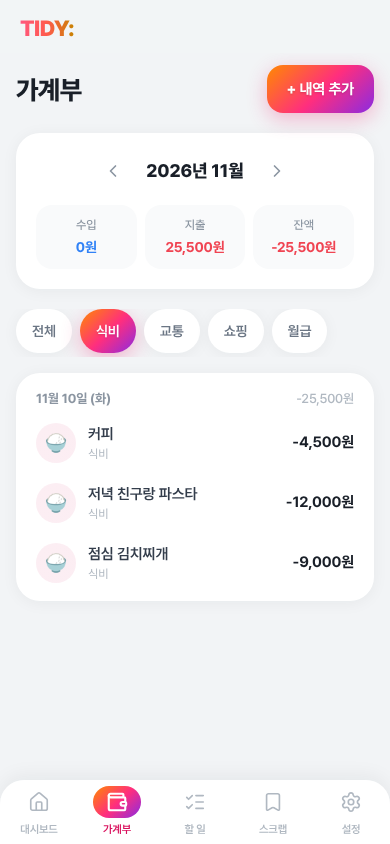 TIDY:
가계부
+ 내역 추가
2026년 11월
수입
지출
잔액
0원
25,500원
-25,500원
전체
식비
교통
쇼핑
월급
11월 10일 (화)
-25,500원
커피
식비
-4,500원
저녁 친구랑 파스타
식비
-12,000원
점심 김치찌개
식비
-9,000원
대시보드
가계부
할 일
스크랩
설정